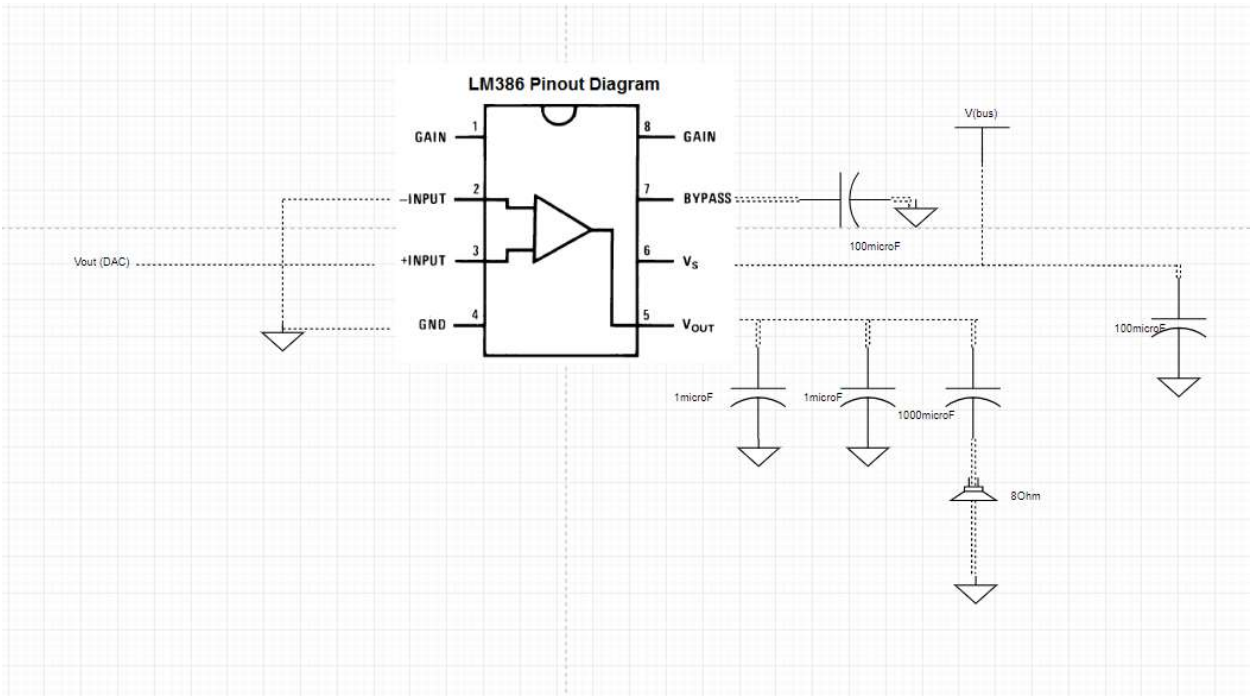 LM386 Pinout Diagram
V(bus)
GAIN 1 8 GAIN
-INPUT 2 7 BYPASS
100microF
Vout (DAC)
+INPUT 3 6 VS
GND 4 5 VOUT
100microF
1microF 1microF 1000microF
8Ohm